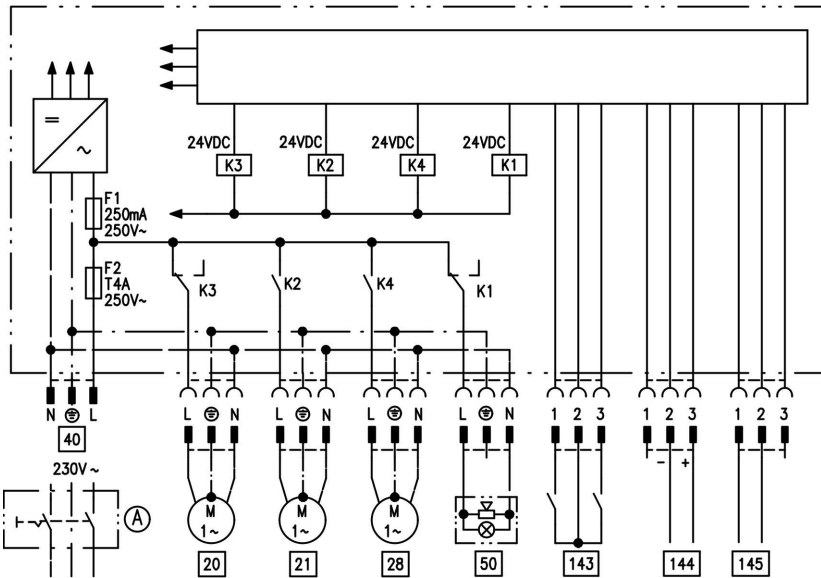 24VDC 24VDC 24VDC 24VDC
K3 K2 K4 K1
= ~
F1
250mA
250V~
F2
T4A
250V~
K3 K2 K4 K1
N L L N L N L N L N 1 2 3 1 2 3 1 2 3
40
230V ~
- +
A
M M M
1~ 1~ 1~
20 21 28 50 143 144 145